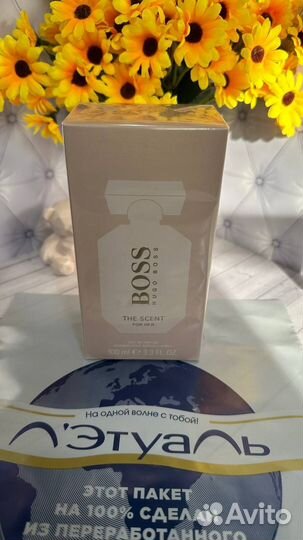 BOSS
HUGO BOSS
THE SCENT
FOR HER
100 ml e 3.3 FL. OZ.
На одной волне с тобой!
Л'Этуаль
ЭТОТ ПАКЕТ
НА 100% СДЕЛАН
ИЗ ПЕРЕРАБОТАННОГО
Avito